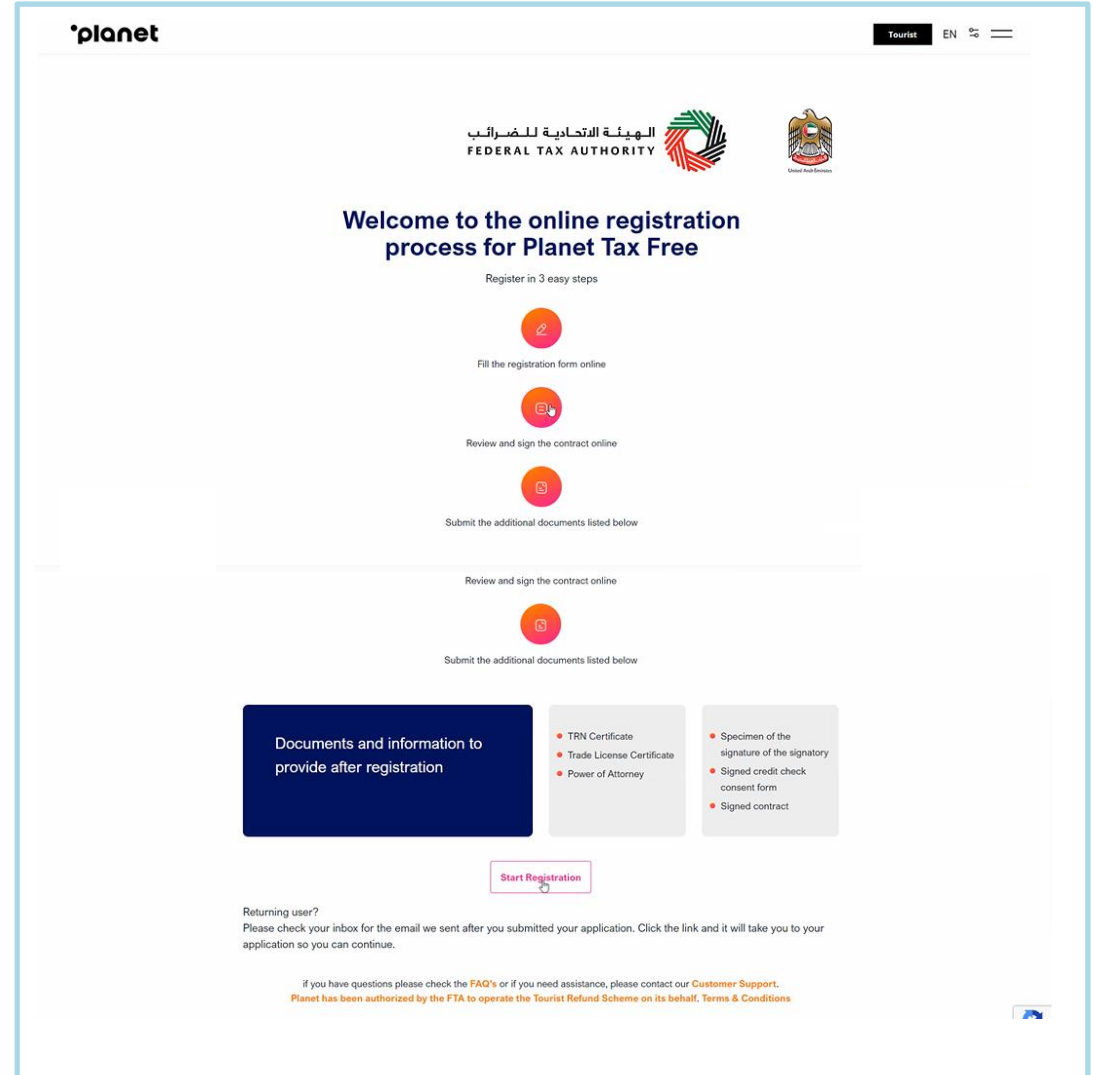 planet
Tourist EN
الهيئة الاتحادية للضرائب
FEDERAL TAX AUTHORITY
United Arab Emirates
Welcome to the online registration
process for Planet Tax Free
Register in 3 easy steps
Fill the registration form online
Review and sign the contract online
Submit the additional documents listed below
Review and sign the contract online
Submit the additional documents listed below
Documents and information to
provide after registration
TRN Certificate
Trade License Certificate
Power of Attorney
Specimen of the
signature of the signatory
Signed credit check
consent form
Signed contract
Start Registration
Returning user?
Please check your inbox for the email we sent after you submitted your application. Click the link and it will take you to your
application so you can continue.
if you have questions please check the FAQ's or if you need assistance, please contact our Customer Support.
Planet has been authorized by the FTA to operate the Tourist Refund Scheme on its behalf. Terms & Conditions